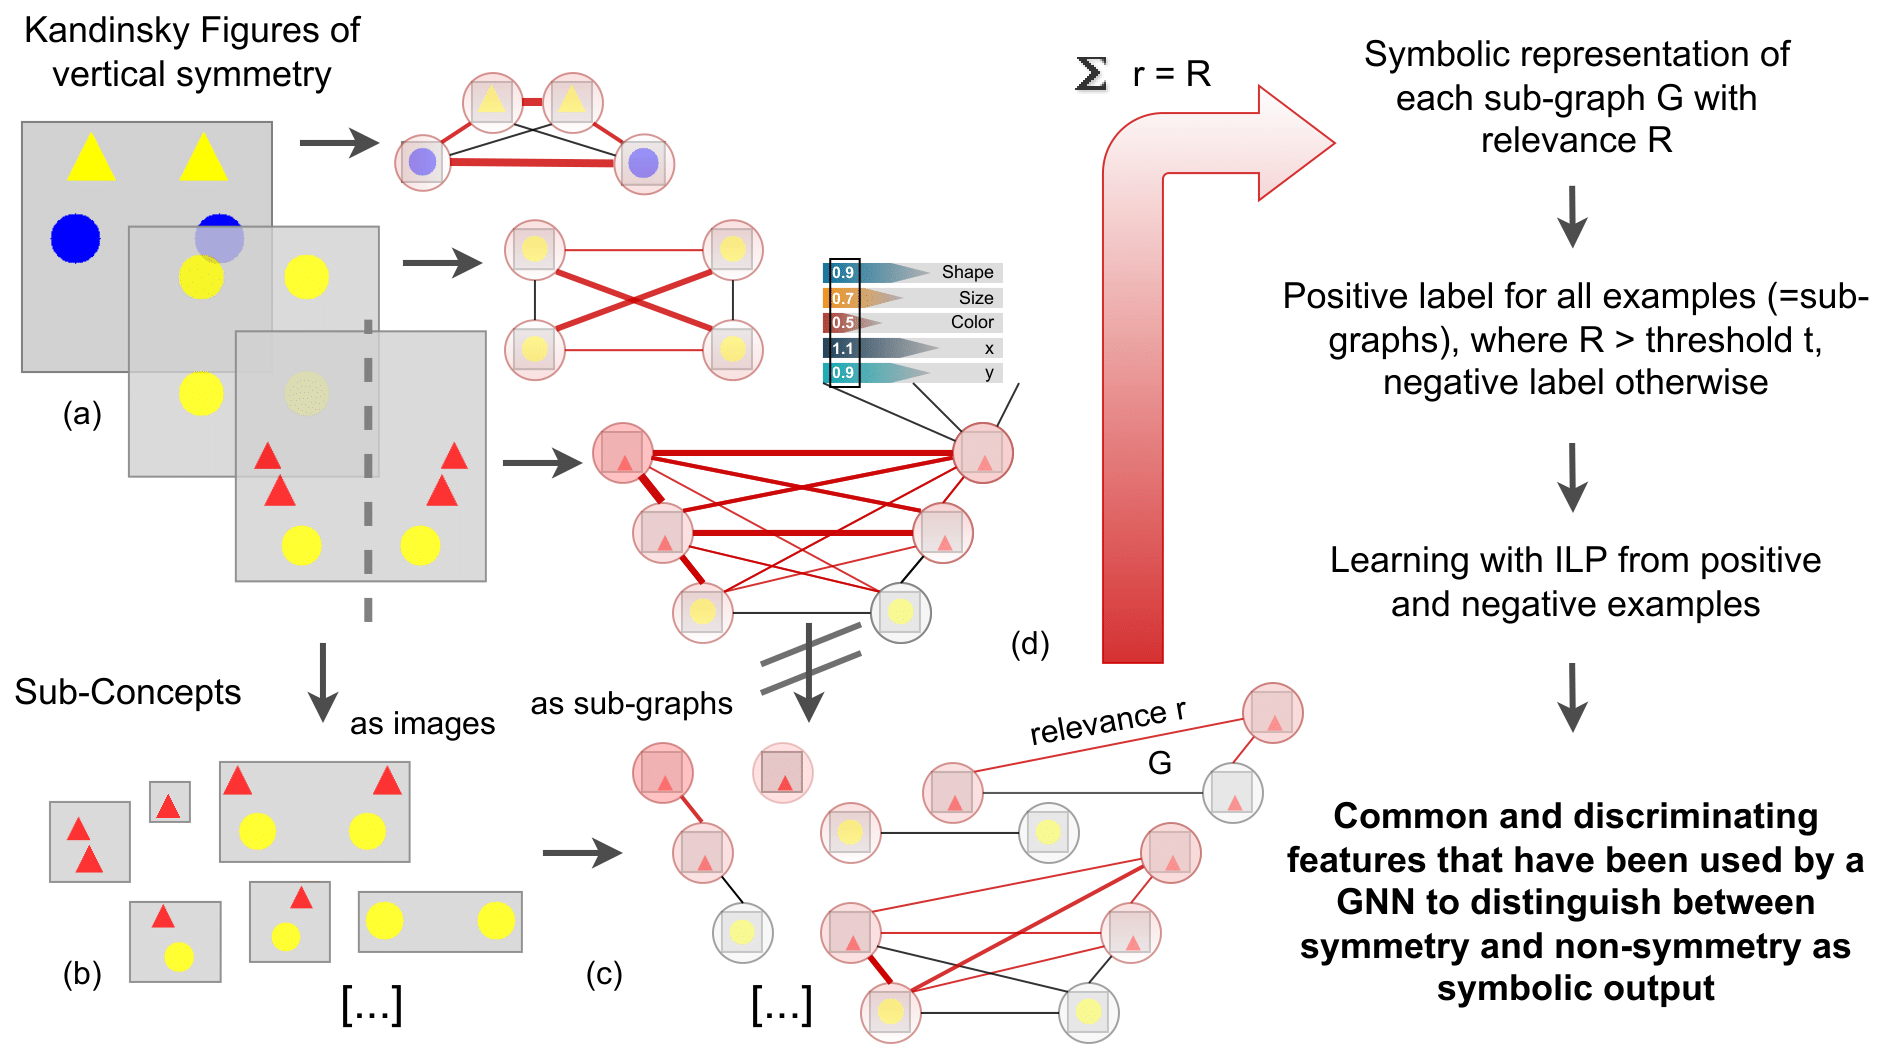 Kandinsky Figures of
vertical symmetry
(a)
0.9 Shape
0.7 Size
0.5 Color
1.1 x
0.9 y
(d)
Sub-Concepts
as images
as sub-graphs
(b)
[...]
(c)
[...]
relevance r
G
Σ r = R
Symbolic representation of
each sub-graph G with
relevance R
Positive label for all examples (=sub-
graphs), where R > threshold t,
negative label otherwise
Learning with ILP from positive
and negative examples
Common and discriminating
features that have been used by a
GNN to distinguish between
symmetry and non-symmetry as
symbolic output